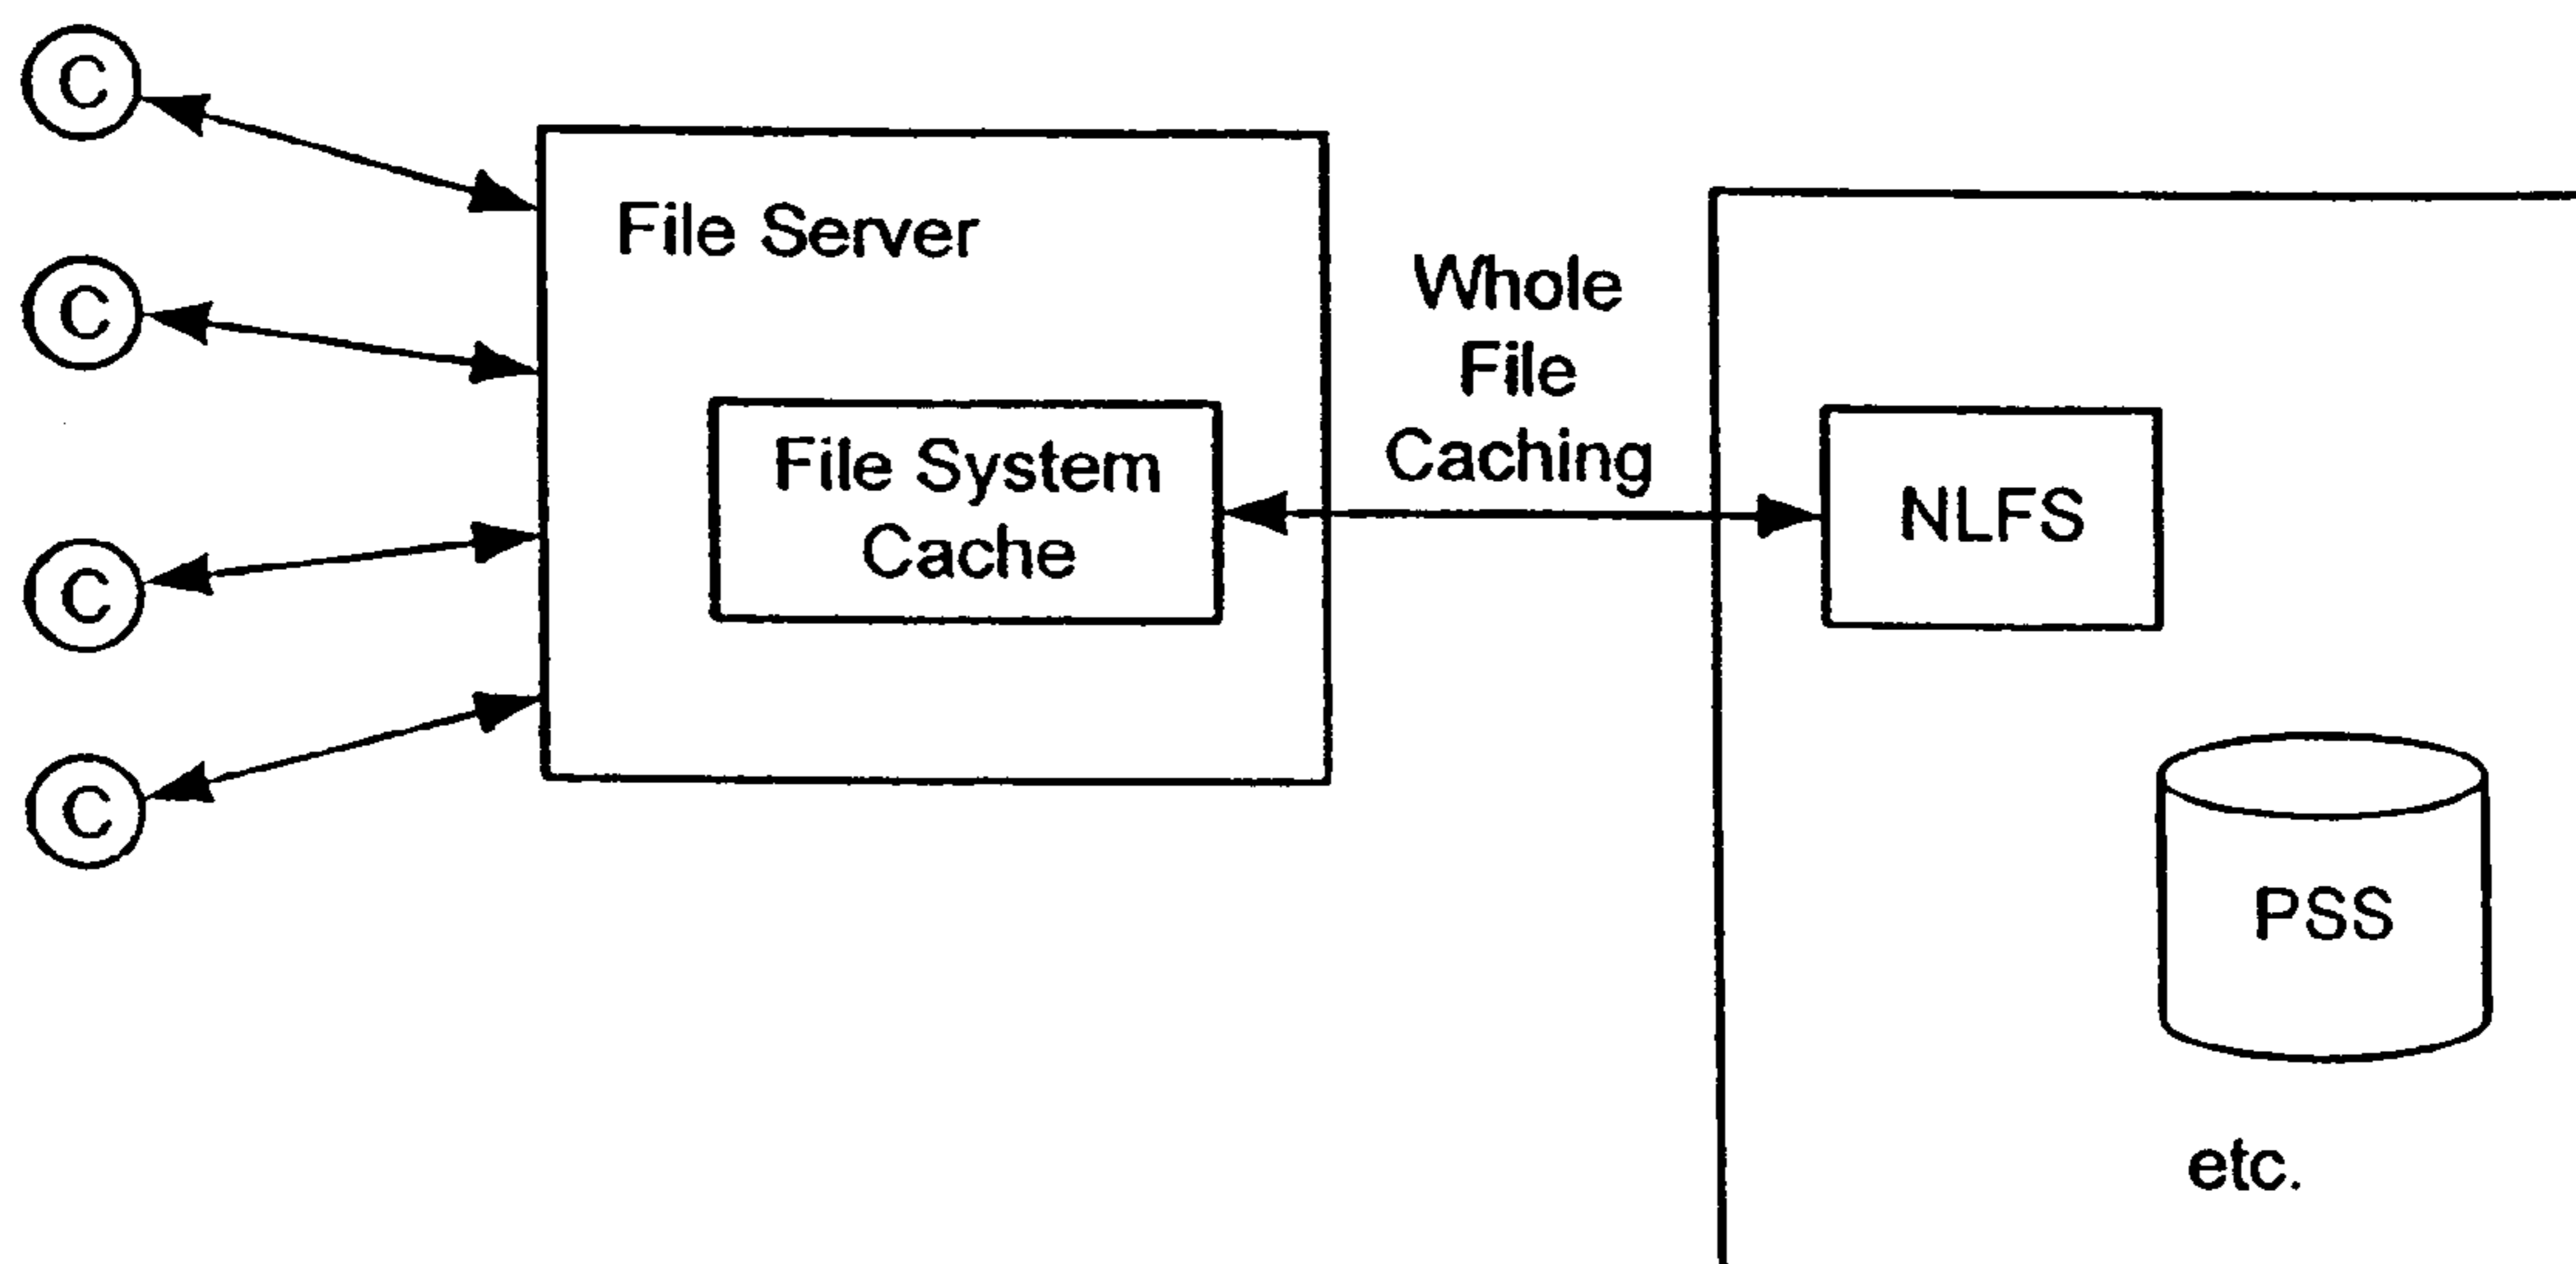 C
C
C
C
File Server
File System
Cache
Whole
File
Caching
NLFS
PSS
etc.